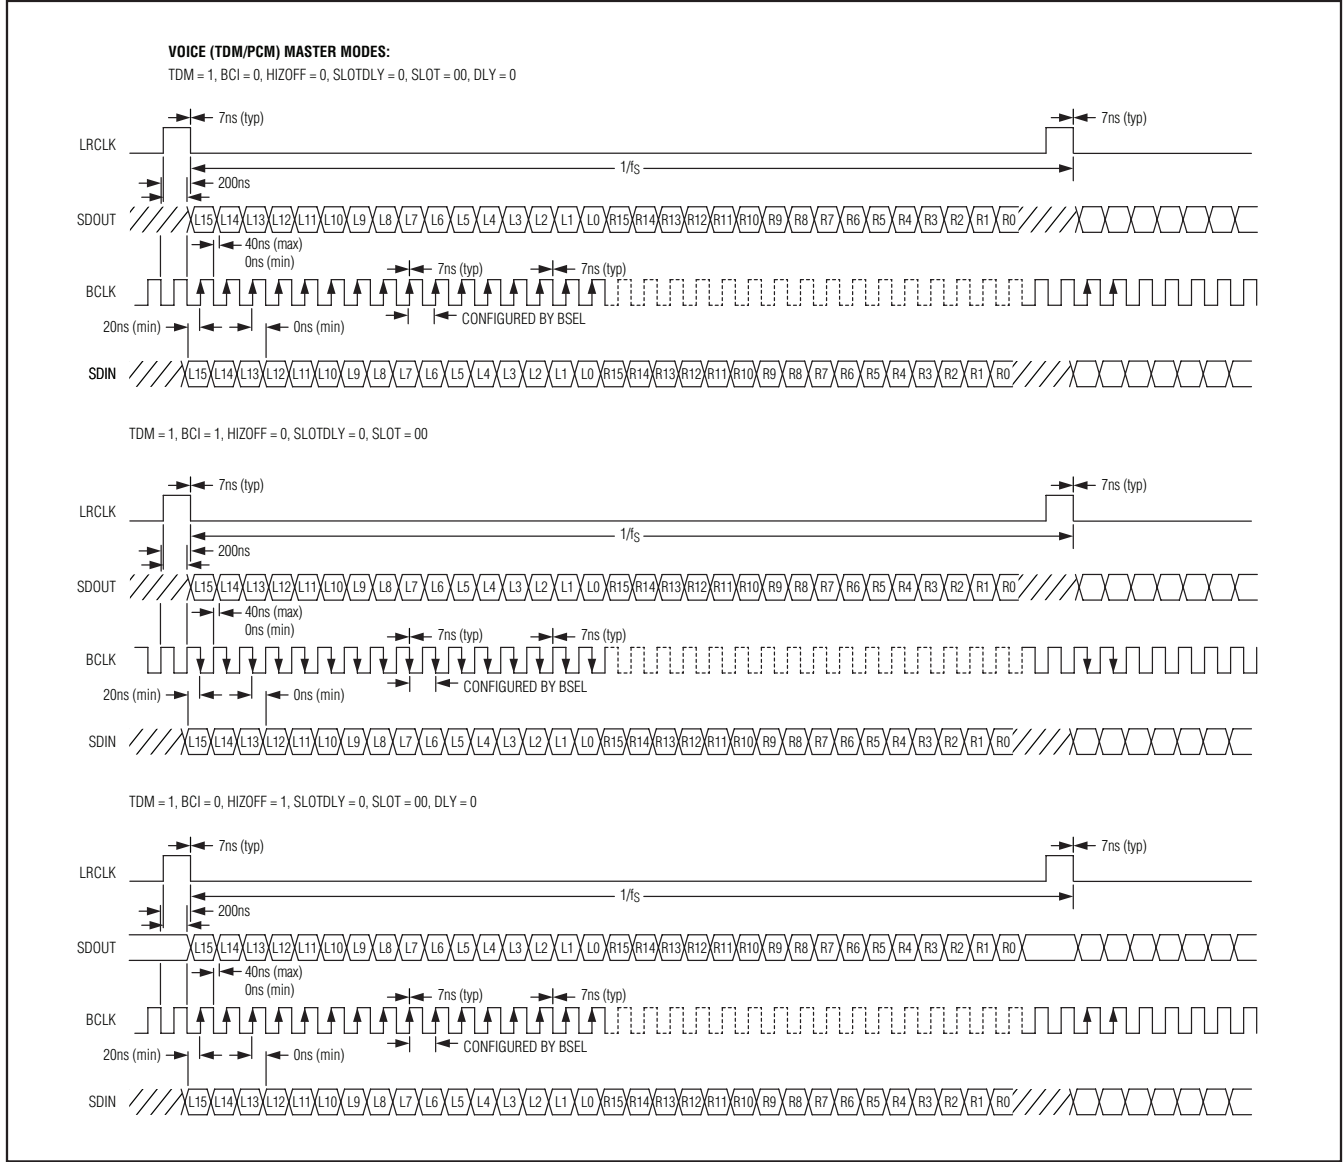 VOICE (TDM/PCM) MASTER MODES:
TDM = 1, BCI = 0, HIZOFF = 0, SLOTDLY = 0, SLOT = 00, DLY = 0
7ns (typ) 7ns (typ)
LRCLK
1/fS
200ns
SDOUT L15 L14 L13 L12 L11 L10 L9 L8 L7 L6 L5 L4 L3 L2 L1 L0 R15 R14 R13 R12 R11 R10 R9 R8 R7 R6 R5 R4 R3 R2 R1 R0
40ns (max)
0ns (min) 7ns (typ) 7ns (typ)
BCLK
CONFIGURED BY BSEL
20ns (min) 0ns (min)
SDIN L15 L14 L13 L12 L11 L10 L9 L8 L7 L6 L5 L4 L3 L2 L1 L0 R15 R14 R13 R12 R11 R10 R9 R8 R7 R6 R5 R4 R3 R2 R1 R0
TDM = 1, BCI = 1, HIZOFF = 0, SLOTDLY = 0, SLOT = 00
7ns (typ) 7ns (typ)
LRCLK
1/fS
200ns
SDOUT L15 L14 L13 L12 L11 L10 L9 L8 L7 L6 L5 L4 L3 L2 L1 L0 R15 R14 R13 R12 R11 R10 R9 R8 R7 R6 R5 R4 R3 R2 R1 R0
40ns (max)
0ns (min) 7ns (typ) 7ns (typ)
BCLK
CONFIGURED BY BSEL
20ns (min) 0ns (min)
SDIN L15 L14 L13 L12 L11 L10 L9 L8 L7 L6 L5 L4 L3 L2 L1 L0 R15 R14 R13 R12 R11 R10 R9 R8 R7 R6 R5 R4 R3 R2 R1 R0
TDM = 1, BCI = 0, HIZOFF = 1, SLOTDLY = 0, SLOT = 00, DLY = 0
7ns (typ) 7ns (typ)
LRCLK
1/fS
200ns
SDOUT L15 L14 L13 L12 L11 L10 L9 L8 L7 L6 L5 L4 L3 L2 L1 L0 R15 R14 R13 R12 R11 R10 R9 R8 R7 R6 R5 R4 R3 R2 R1 R0
40ns (max)
0ns (min) 7ns (typ) 7ns (typ)
BCLK
CONFIGURED BY BSEL
20ns (min) 0ns (min)
SDIN L15 L14 L13 L12 L11 L10 L9 L8 L7 L6 L5 L4 L3 L2 L1 L0 R15 R14 R13 R12 R11 R10 R9 R8 R7 R6 R5 R4 R3 R2 R1 R0